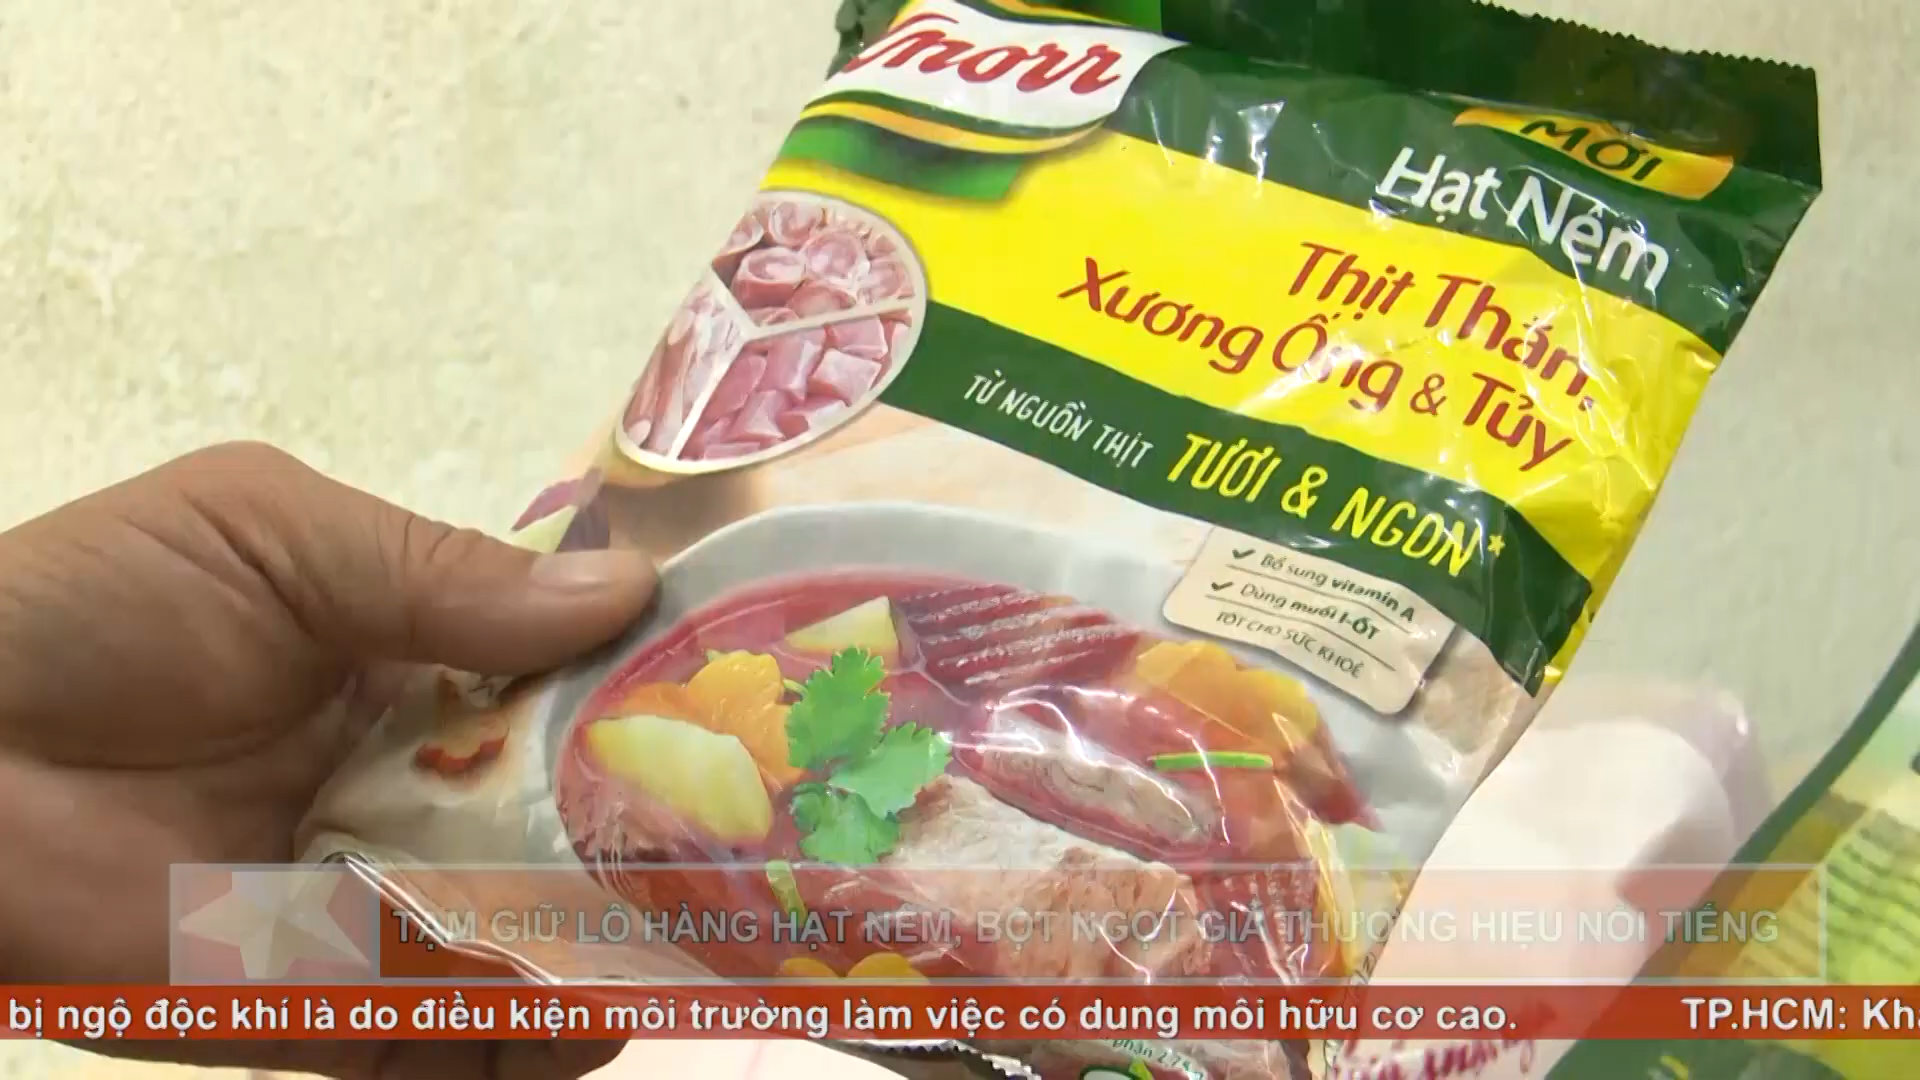 Knorr
MỚI
Hạt Nêm
Thịt Thăn,
Xương Ống & Tủy
TỪ NGUỒN THỊT TƯƠI & NGON*
Bổ sung vitamin A
Dùng muối I-ỐT
TỐT CHO SỨC KHOẺ
TẠM GIỮ LÔ HÀNG HẠT NÊM, BỘT NGỌT GIẢ THƯƠNG HIỆU NỔI TIẾNG
bị ngộ độc khí là do điều kiện môi trường làm việc có dung môi hữu cơ cao. TP.HCM: Kh